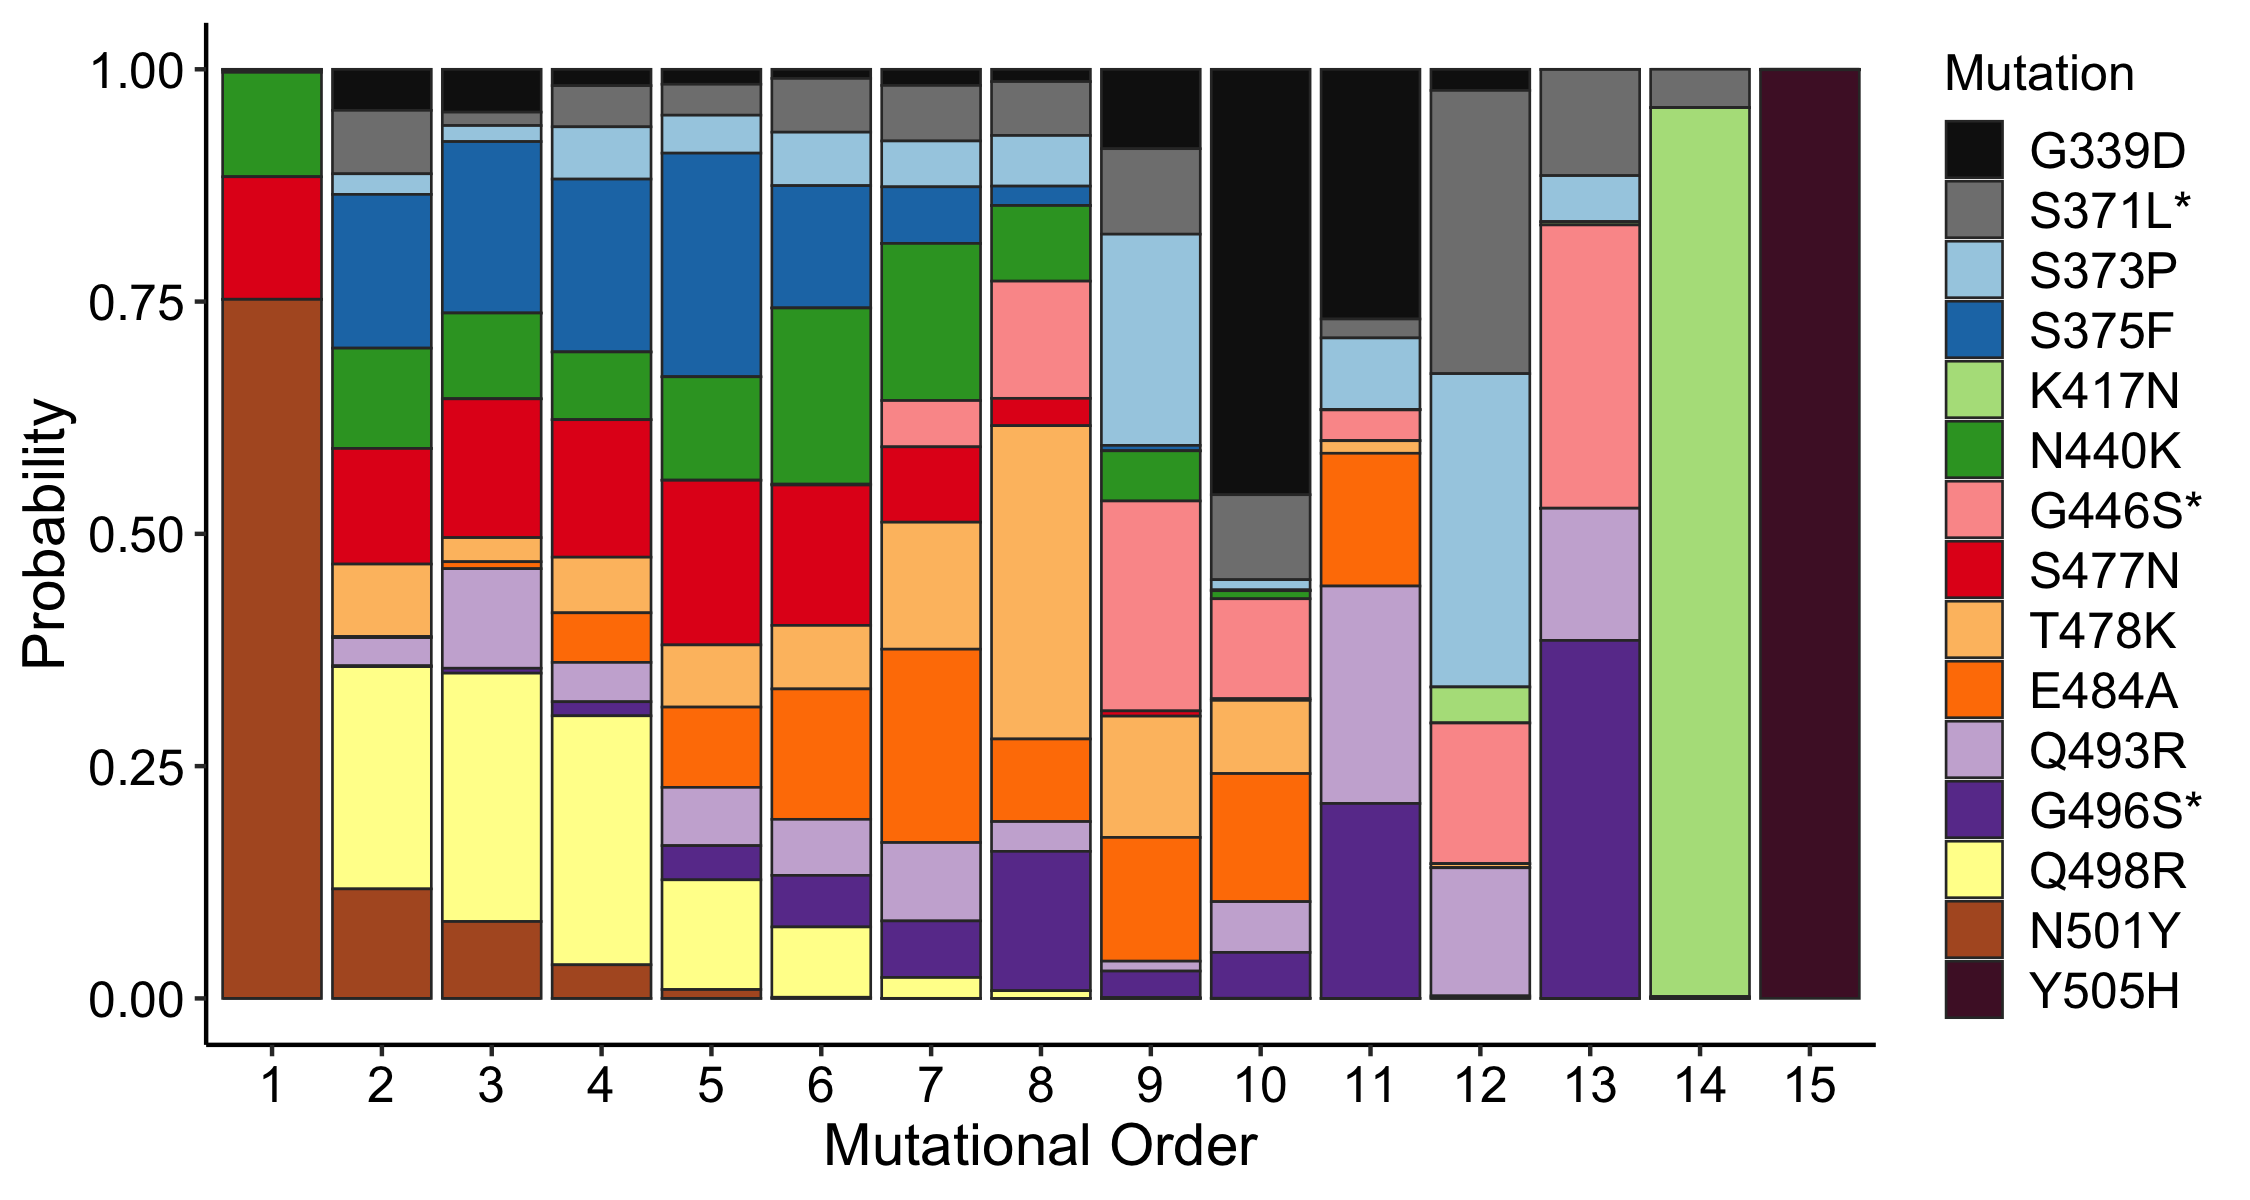 Probability
1.00
0.75
0.50
0.25
0.00
1 2 3 4 5 6 7 8 9 10 11 12 13 14 15
Mutational Order
Mutation
G339D
S371L*
S373P
S375F
K417N
N440K
G446S*
S477N
T478K
E484A
Q493R
G496S*
Q498R
N501Y
Y505H